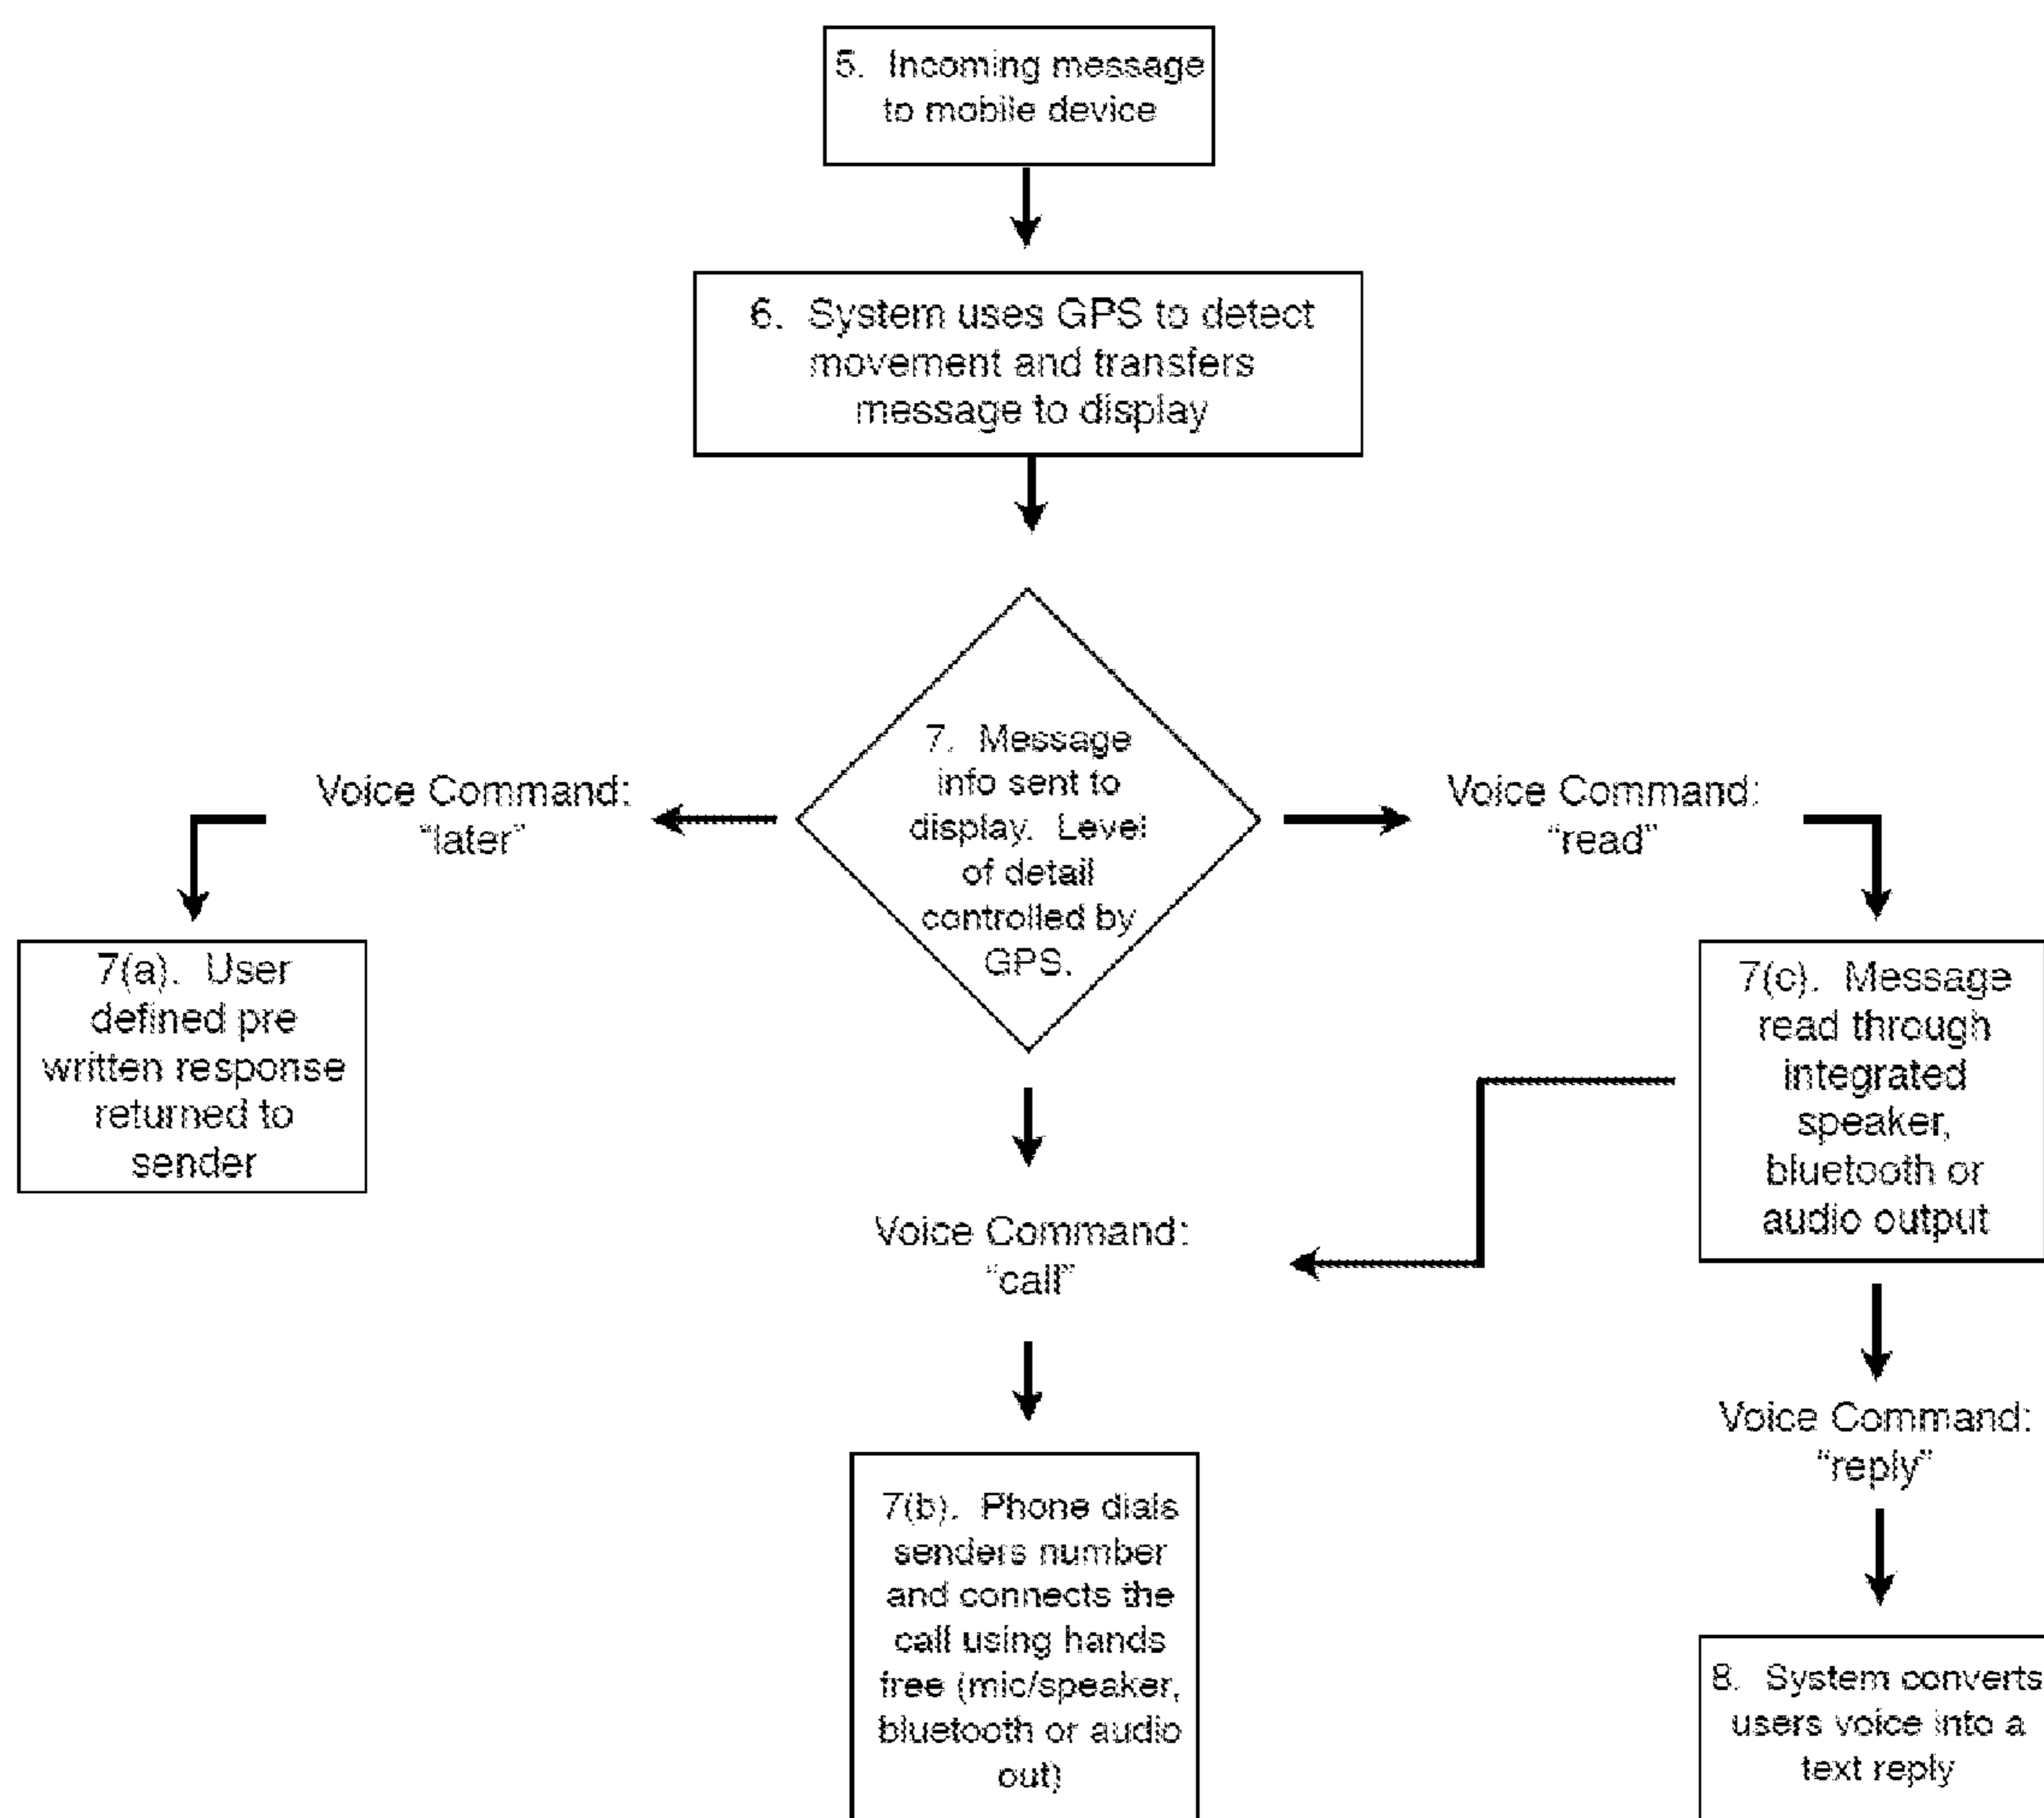 5. Incoming message
to mobile device
6. System uses GPS to detect
movement and transfers
message to display
7. Message
info sent to
display. Level
of detail
controlled by
GPS.
Voice Command:
“later”
Voice Command:
“read”
7(a). User
defined pre
written response
returned to
sender
7(c). Message
read through
integrated
speaker,
bluetooth or
audio output
Voice Command:
“call”
Voice Command:
“reply”
7(b). Phone dials
senders number
and connects the
call using hands
free (mic/speaker,
bluetooth or audio
out)
8. System converts
users voice into a
text reply